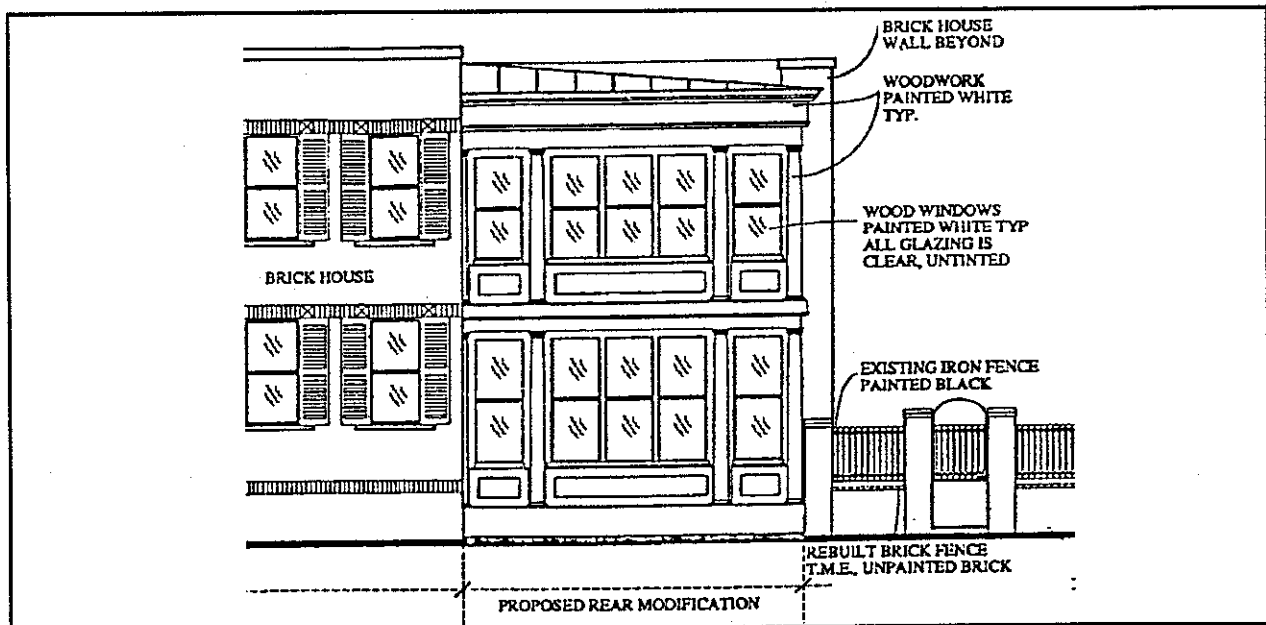 BRICK HOUSE
WALL BEYOND
WOODWORK
PAINTED WHITE
TYP.
WOOD WINDOWS
PAINTED WHITE TYP
ALL GLAZING IS
CLEAR, UNTINTED
BRICK HOUSE
EXISTING IRON FENCE
PAINTED BLACK
REBUILT BRICK FENCE
T.M.E., UNPAINTED BRICK
PROPOSED REAR MODIFICATION